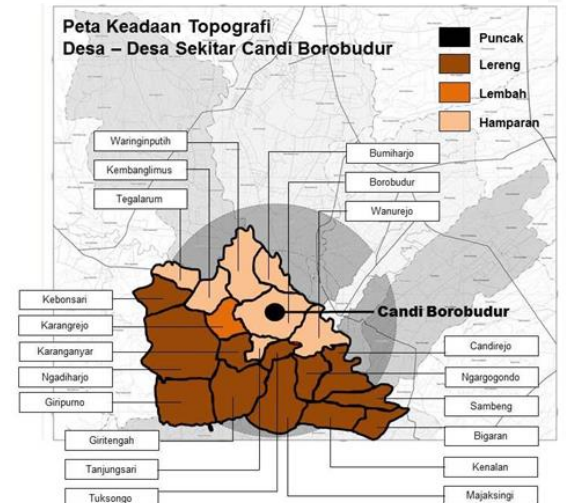 Peta Keadaan Topografi
Desa – Desa Sekitar Candi Borobudur
Puncak
Lereng
Lembah
Hamparan
Waringinputih
Kembanglimus
Tegalarum
Bumiharjo
Borobudur
Wanurejo
Kebonsari
Karangrejo
Karanganyar
Ngadiharjo
Giripurno
Candi Borobudur
Candirejo
Ngargogondo
Sambeng
Bigaran
Kenalan
Majaksingi
Giritengah
Tanjungsari
Tuksongo